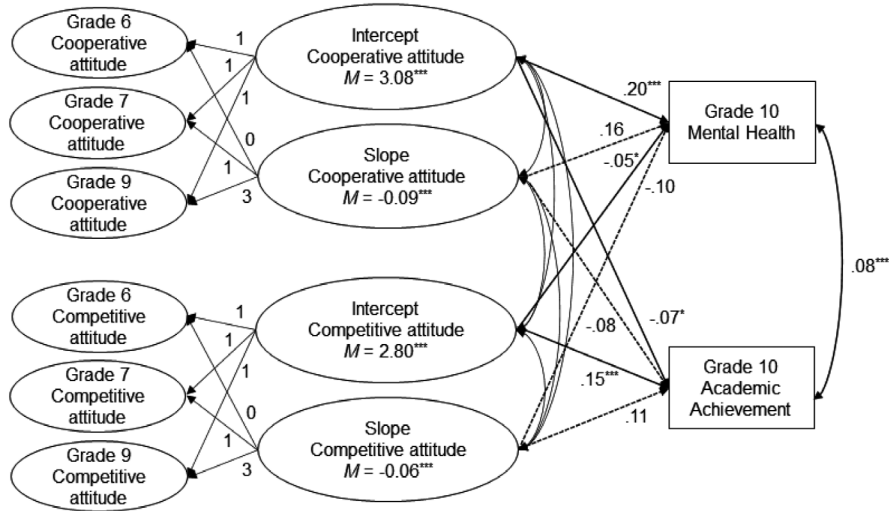 Grade 6
Cooperative
attitude
Grade 7
Cooperative
attitude
Grade 9
Cooperative
attitude
1
1
1
0
1
3
Intercept
Cooperative attitude
M = 3.08***
Slope
Cooperative attitude
M = -0.09***
Grade 6
Competitive
attitude
Grade 7
Competitive
attitude
Grade 9
Competitive
attitude
1
1
1
0
1
3
Intercept
Competitive attitude
M = 2.80***
Slope
Competitive attitude
M = -0.06***
.20***
.16
-.05*
-.10
-.08
-.07*
.15***
.11
Grade 10
Mental Health
Grade 10
Academic
Achievement
.08***